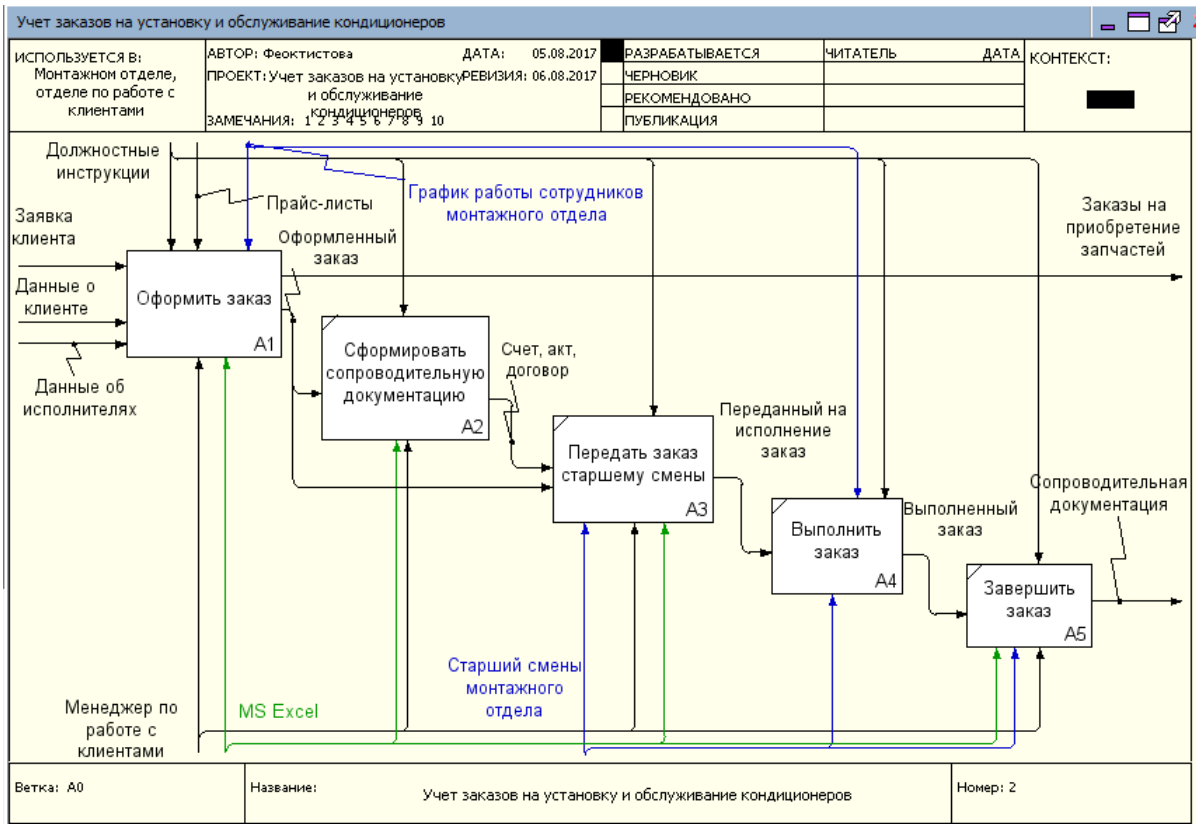 Учет заказов на установку и обслуживание кондиционеров
ИСПОЛЬЗУЕТСЯ В:
Монтажном отделе,
отделе по работе с
клиентами
АВТОР: Феоктистова
ДАТА: 05.08.2017
ПРОЕКТ: Учет заказов на установку
и обслуживание
кондиционеров
РЕВИЗИЯ: 06.08.2017
ЗАМЕЧАНИЯ: 1 2 3 4 5 6 7 8 9 10
РАЗРАБАТЫВАЕТСЯ
ЧЕРНОВИК
РЕКОМЕНДОВАНО
ПУБЛИКАЦИЯ
ЧИТАТЕЛЬ
ДАТА
КОНТЕКСТ:
Должностные
инструкции
Прайс-листы
График работы сотрудников
монтажного отдела
Заявка
клиента
Оформленный
заказ
Заказы на
приобретение
запчастей
Данные о
клиенте
Оформить заказ
A1
Данные об
исполнителях
Сформировать
сопроводительную
документацию
A2
Счет, акт,
договор
Передать заказ
старшему смены
A3
Переданный на
исполнение
заказ
Выполнить
заказ
A4
Выполненный
заказ
Сопроводительная
документация
Завершить
заказ
A5
Старший смены
монтажного
отдела
Менеджер по
работе с
клиентами
MS Excel
Ветка: A0
Название:
Учет заказов на установку и обслуживание кондиционеров
Номер: 2